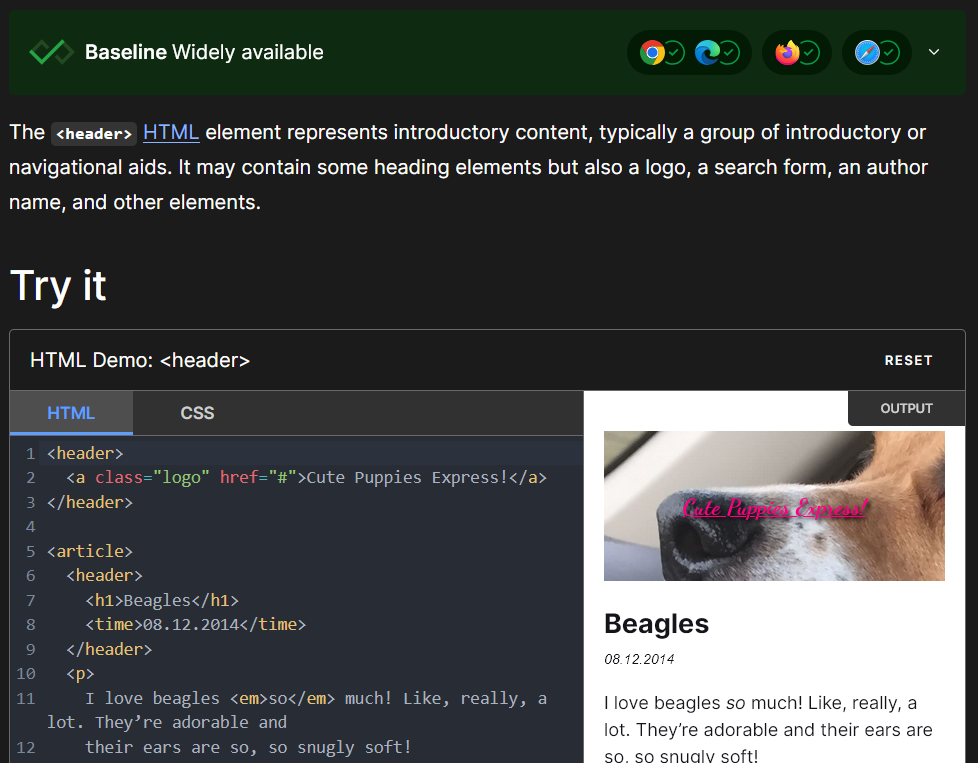 Baseline Widely available
The <header> HTML element represents introductory content, typically a group of introductory or
navigational aids. It may contain some heading elements but also a logo, a search form, an author
name, and other elements.
Try it
HTML Demo: <header>
RESET
HTML CSS
1 <header>
2 <a class="logo" href="#">Cute Puppies Express!</a>
3 </header>
4
5 <article>
6 <header>
7 <h1>Beagles</h1>
8 <time>08.12.2014</time>
9 </header>
10 <p>
11 I love beagles <em>so</em> much! Like, really, a
lot. They’re adorable and
12 their ears are so, so snugly soft!
OUTPUT
Cute Puppies Express!
Beagles
08.12.2014
I love beagles so much! Like, really, a
lot. They’re adorable and their ears are
so, so snugly soft!